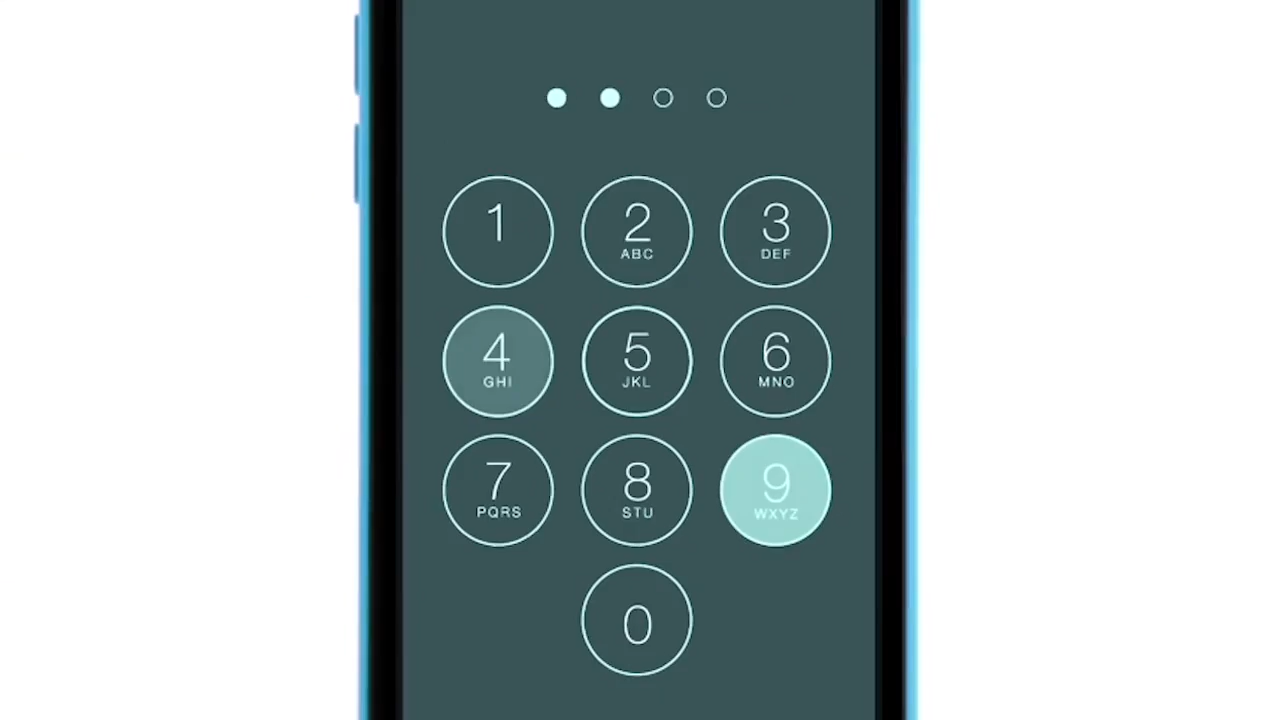 1 2 3
ABC DEF
4 5 6
GHI JKL MNO
7 8 9
PQRS STU WXYZ
0